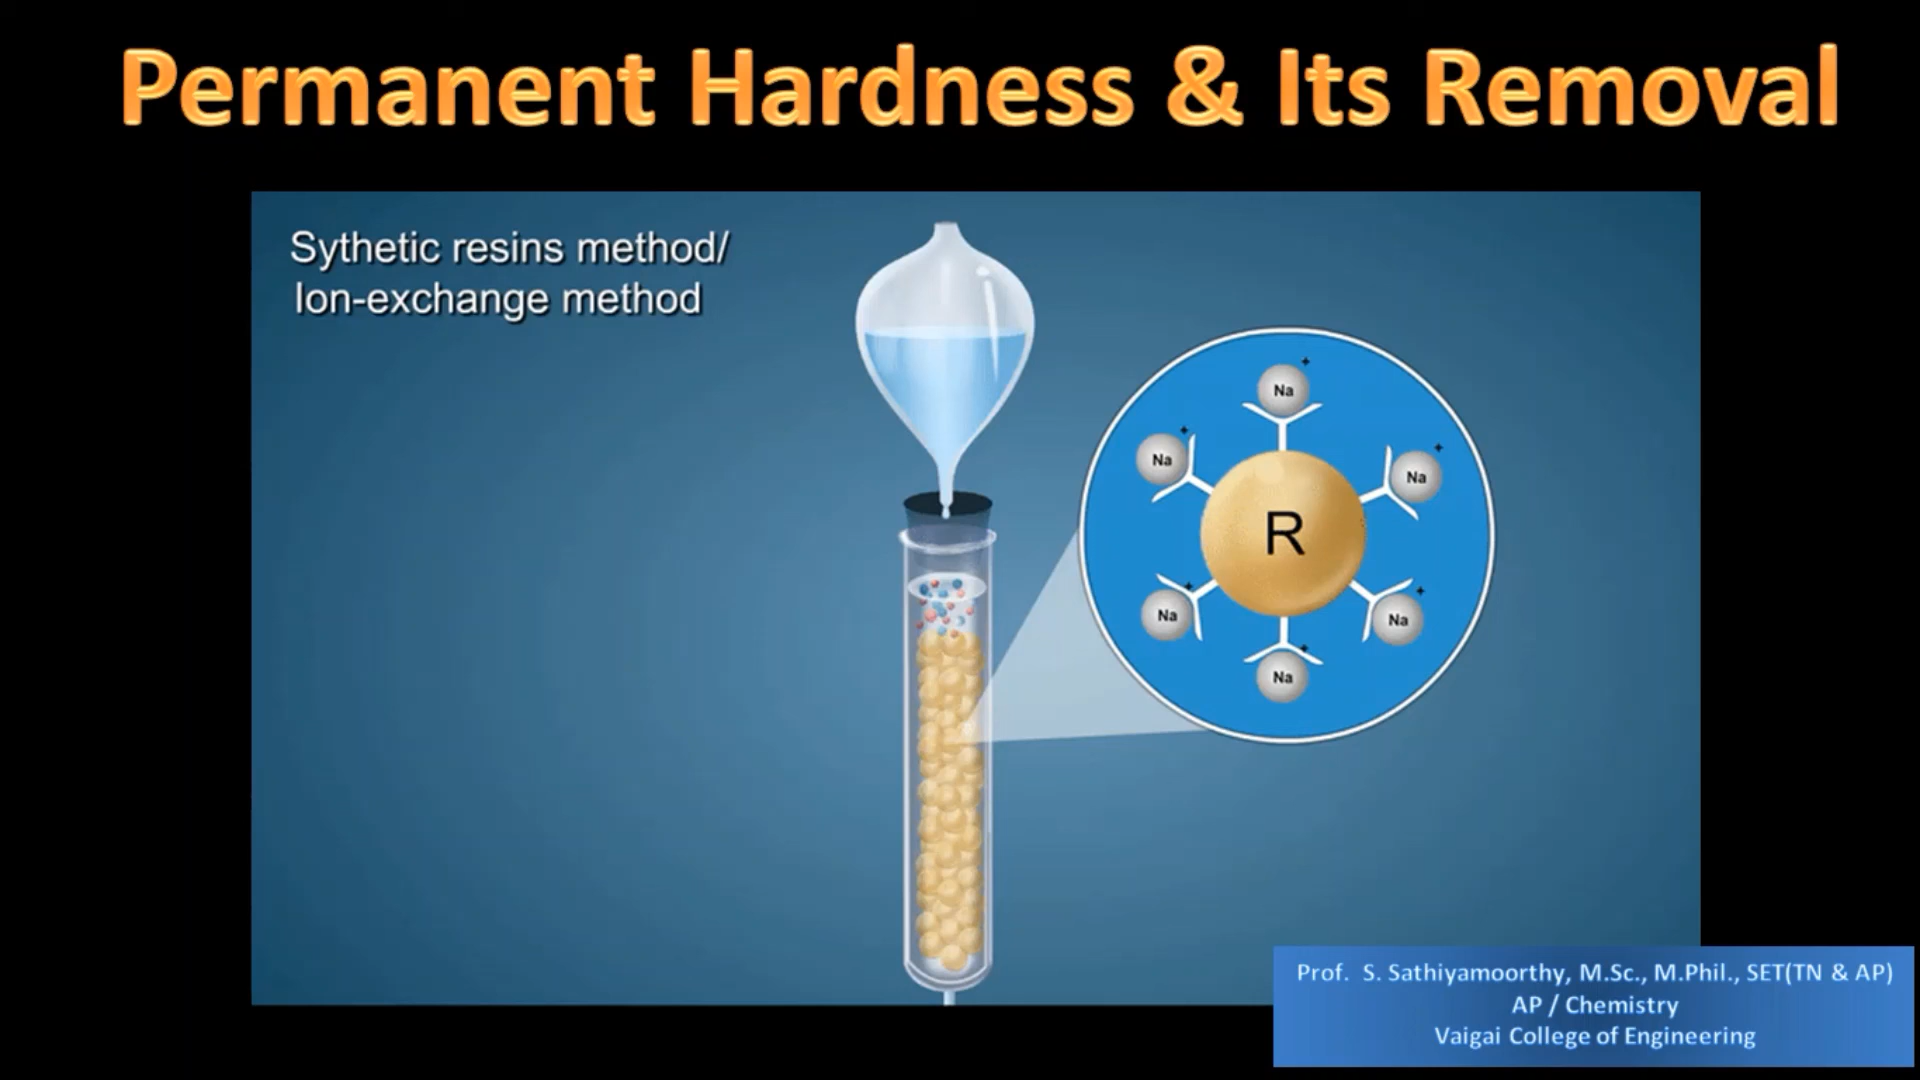 Permanent Hardness & Its Removal
Sythetic resins method/
Ion-exchange method
Na
+
Na
+
Na
+
R
Na
+
Na
+
Na
+
Prof. S. Sathiyamoorthy, M.Sc., M.Phil., SET(TN & AP)
AP / Chemistry
Vaigai College of Engineering